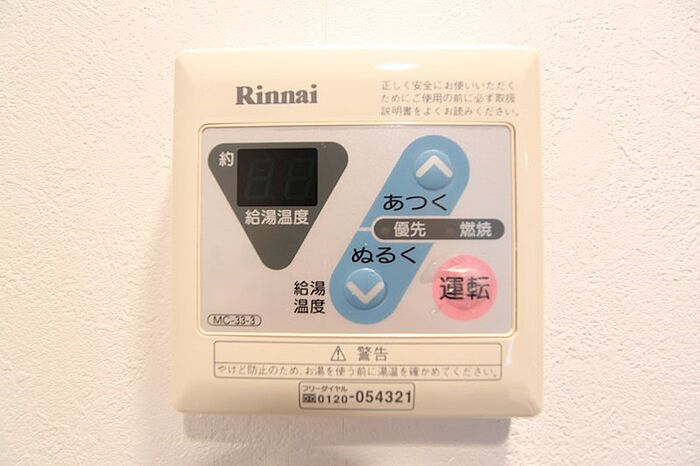 Rinnai
正しく安全にお使いいただく
ためにご使用の前に必ず取扱
説明書をよくお読みください。
約
給湯温度
あつく
優先 燃焼
ぬるく
給湯
温度
運転
MC-33-3
⚠ 警告
やけど防止のため、お湯を使う前に湯温を確かめてください。
フリーダイヤル
0120-054321